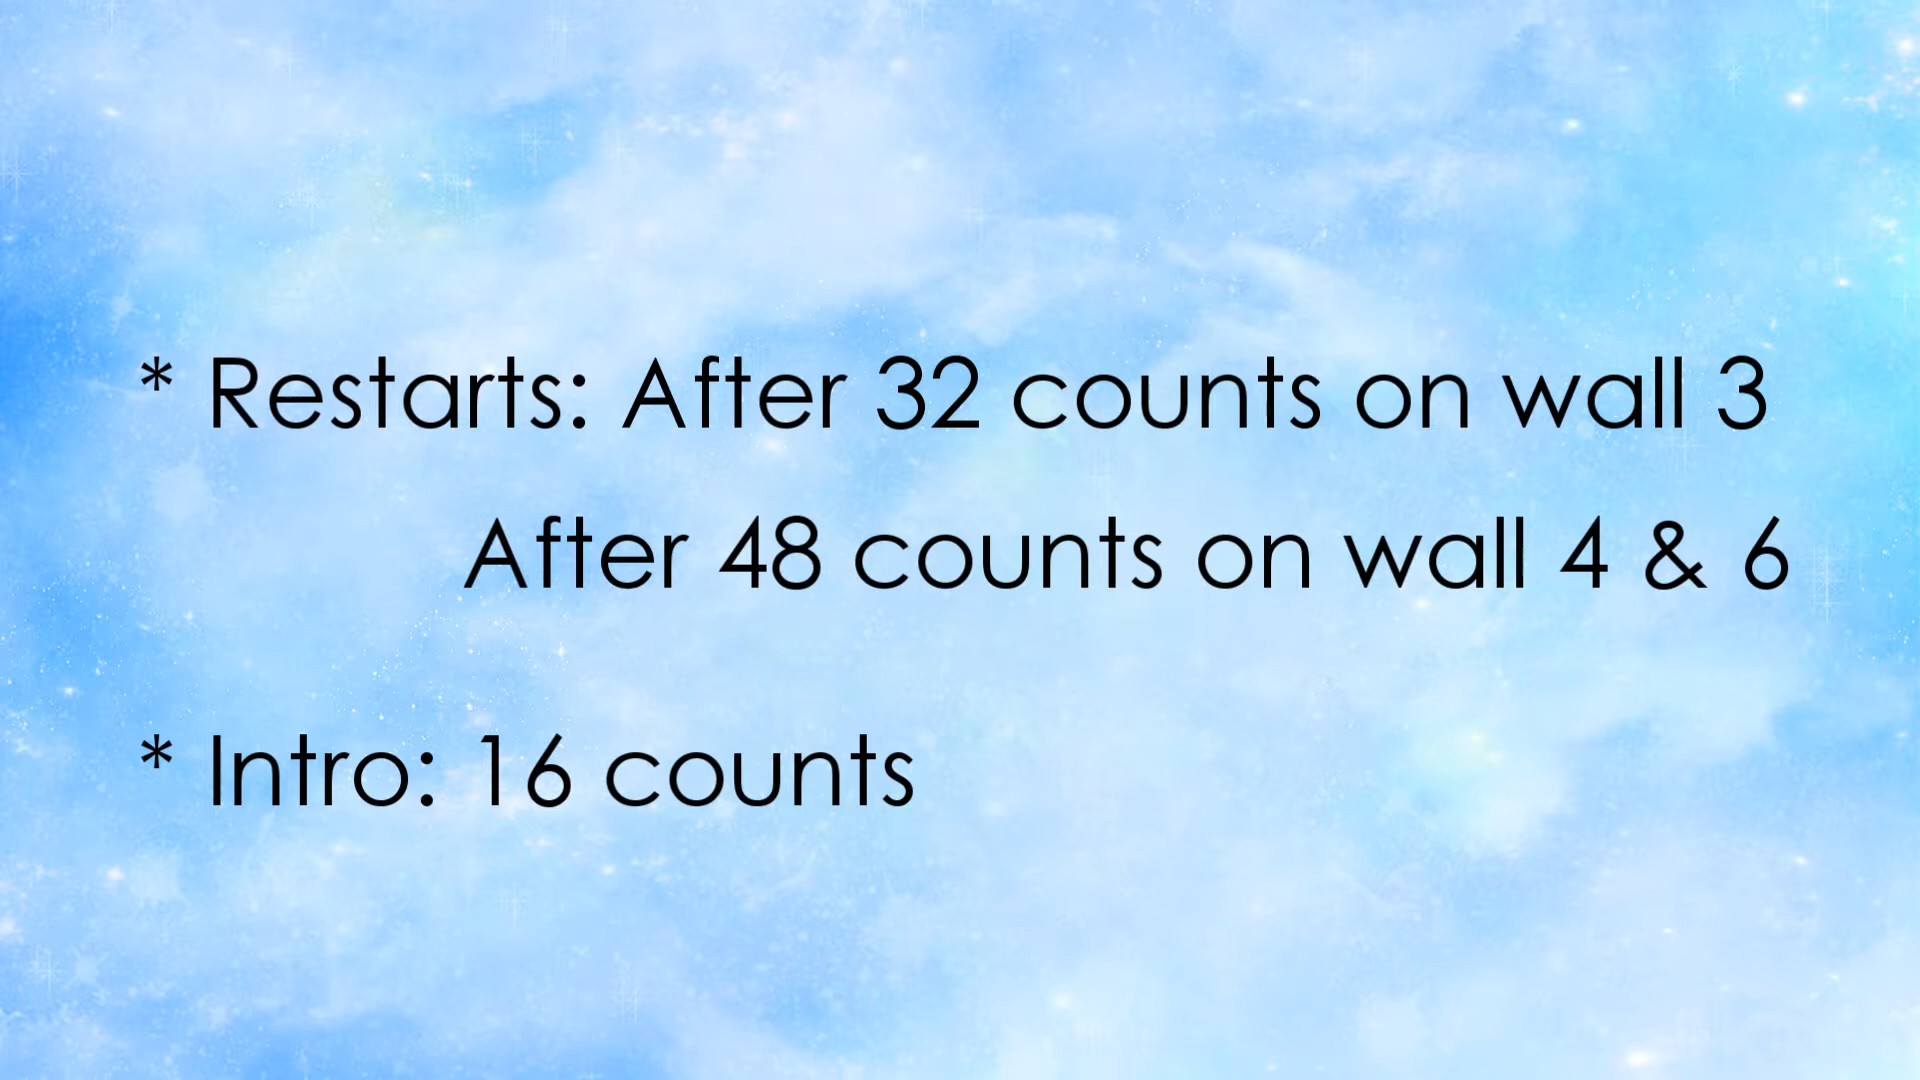 * Restarts: After 32 counts on wall 3
After 48 counts on wall 4 & 6
* Intro: 16 counts